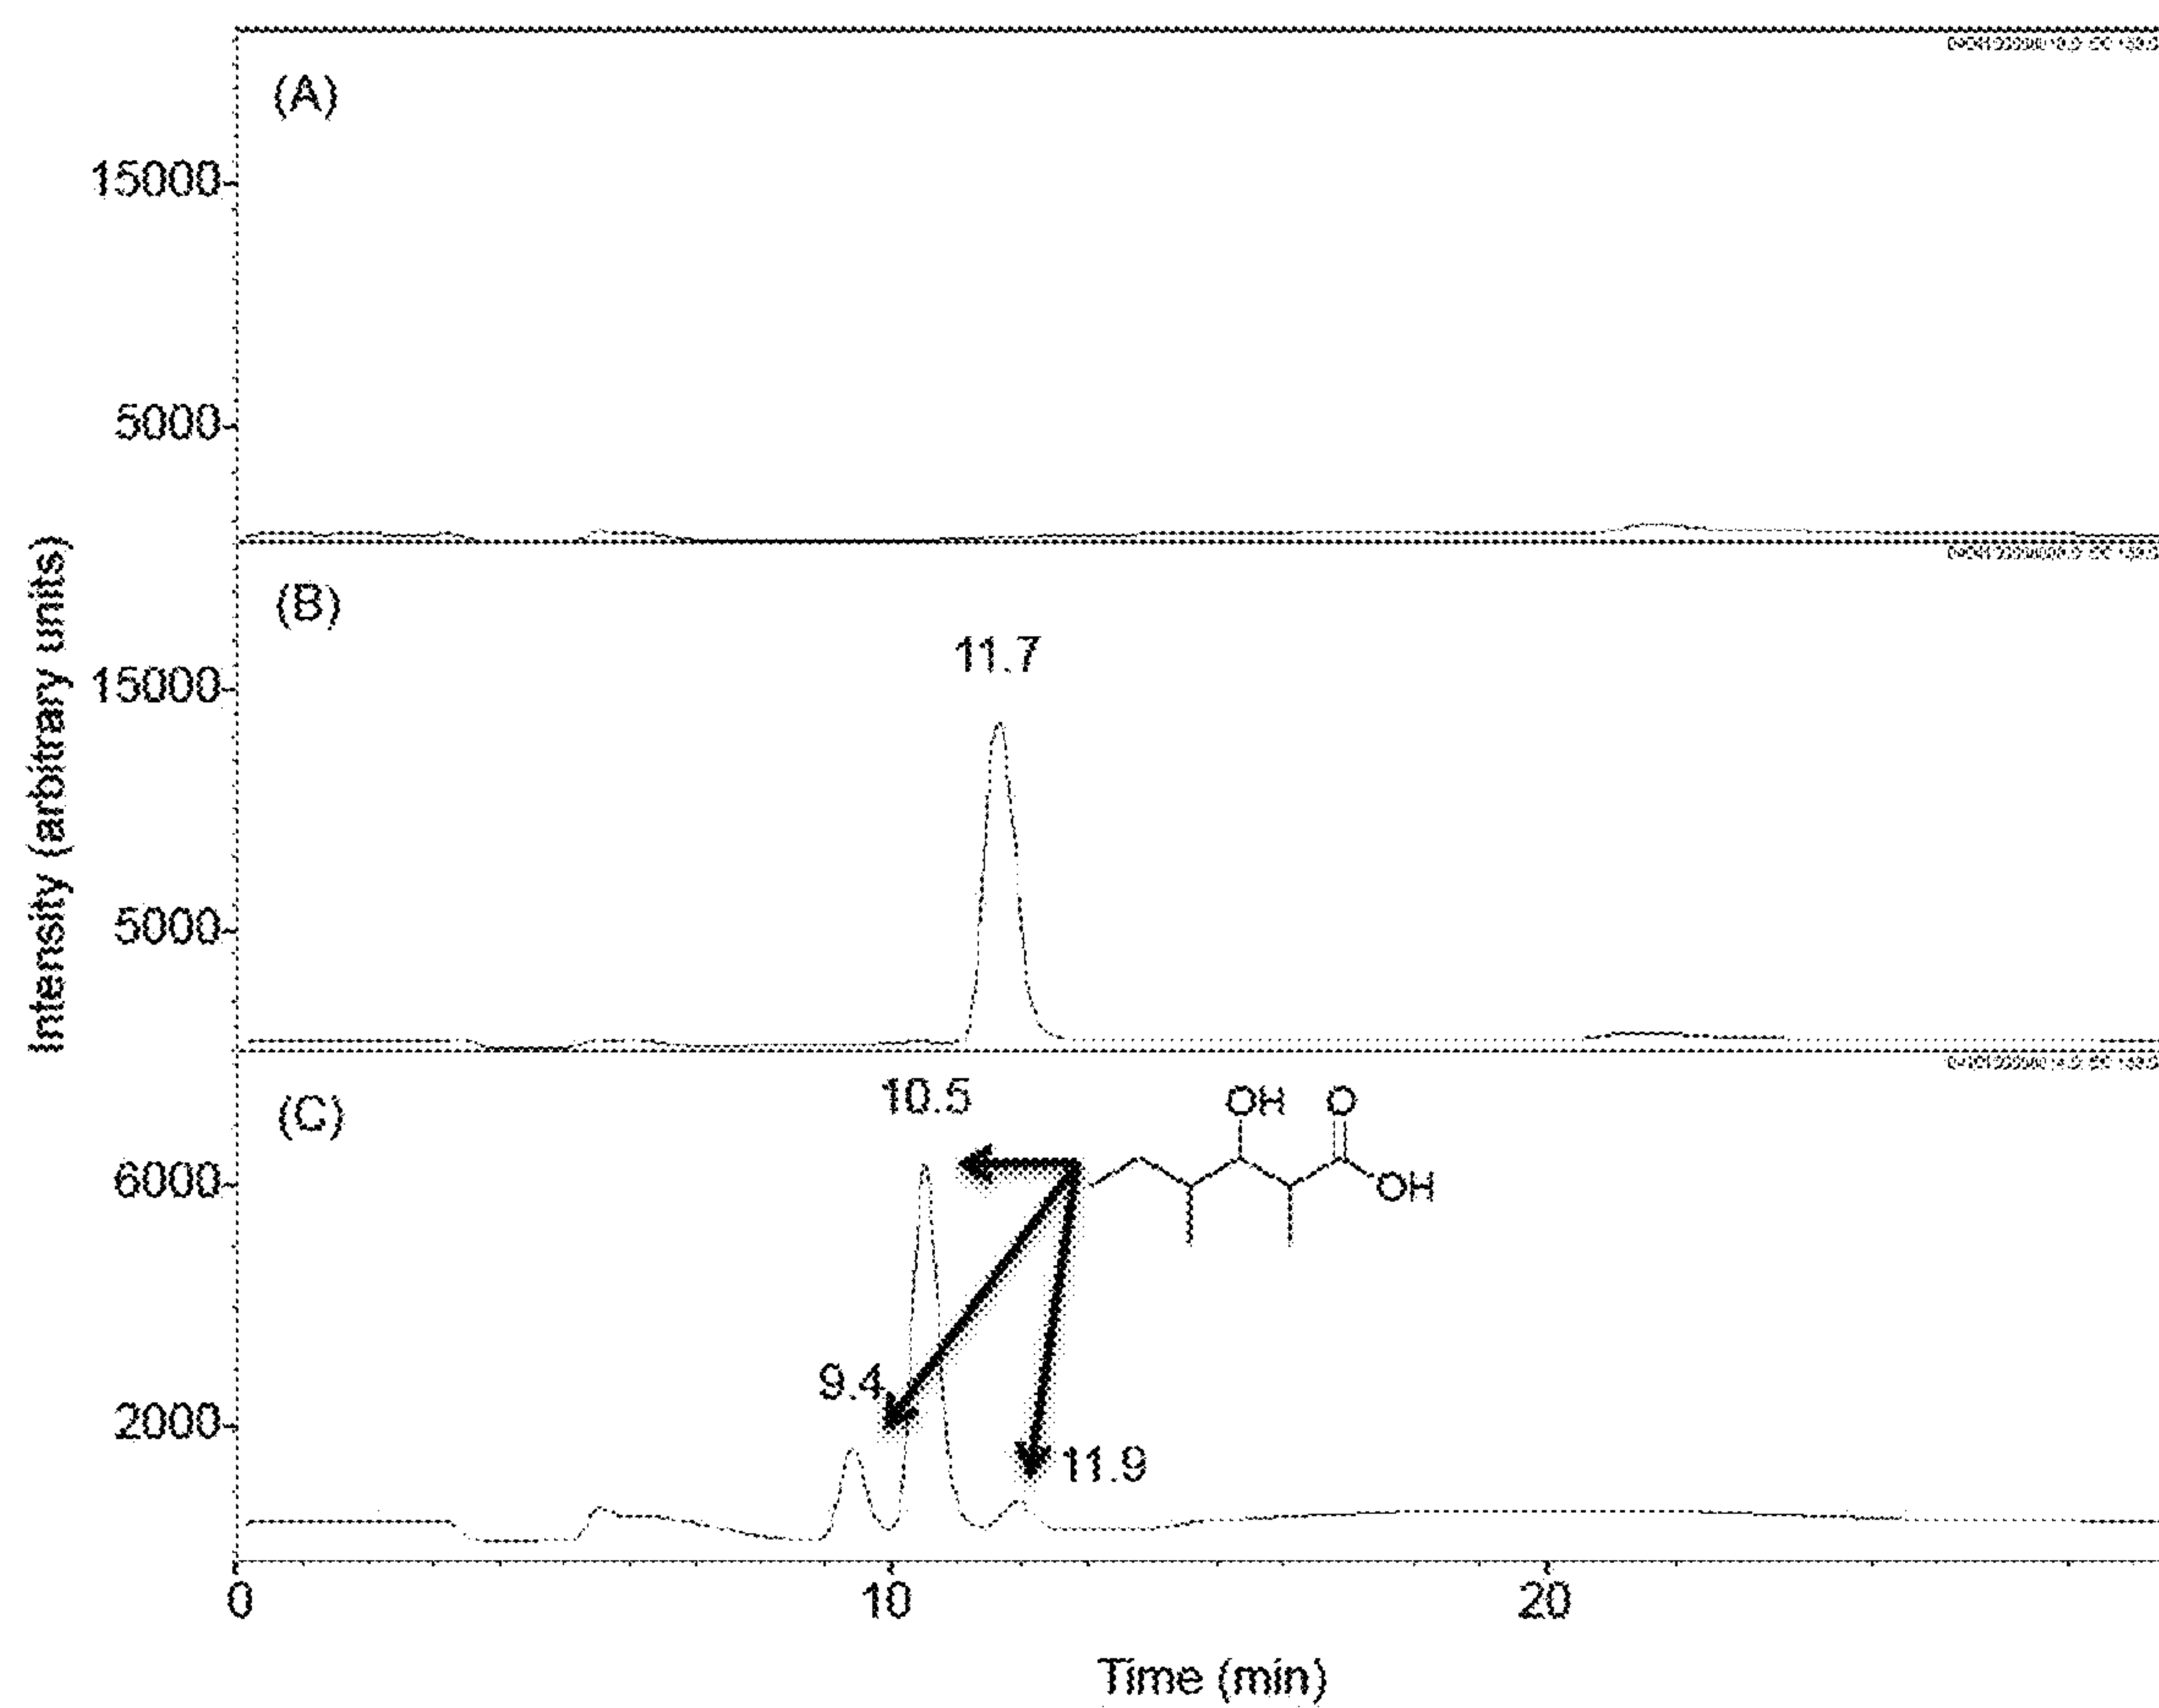 (A)
15000
5000
(B)
11.7
15000
5000
Intensity (arbitrary units)
(C)
10.5
OH O
OH
6000
9.4
2000
11.9
0 10 20
Time (min)